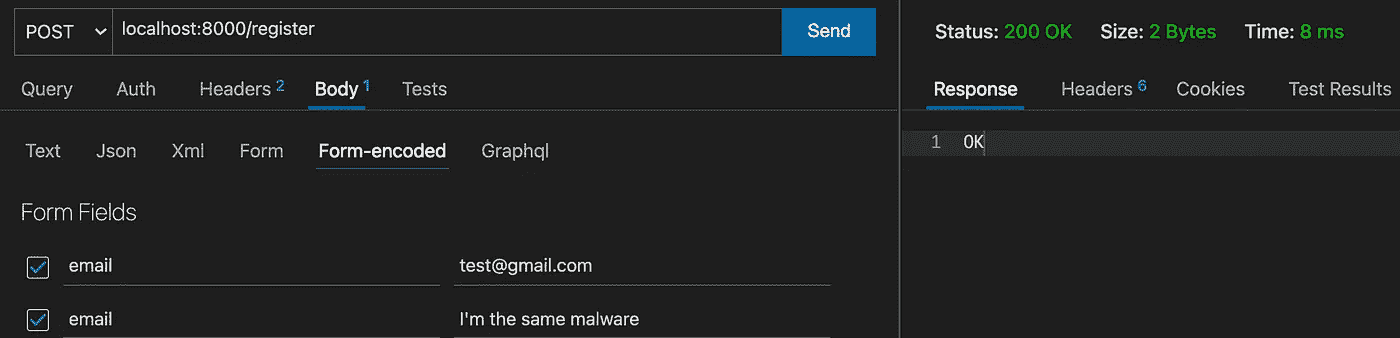 POST localhost:8000/register Send
Query Auth Headers 2 Body 1 Tests
Text Json Xml Form Form-encoded Graphql
Form Fields
email test@gmail.com
email I'm the same malware
Status: 200 OK Size: 2 Bytes Time: 8 ms
Response Headers 6 Cookies Test Results
1 OK